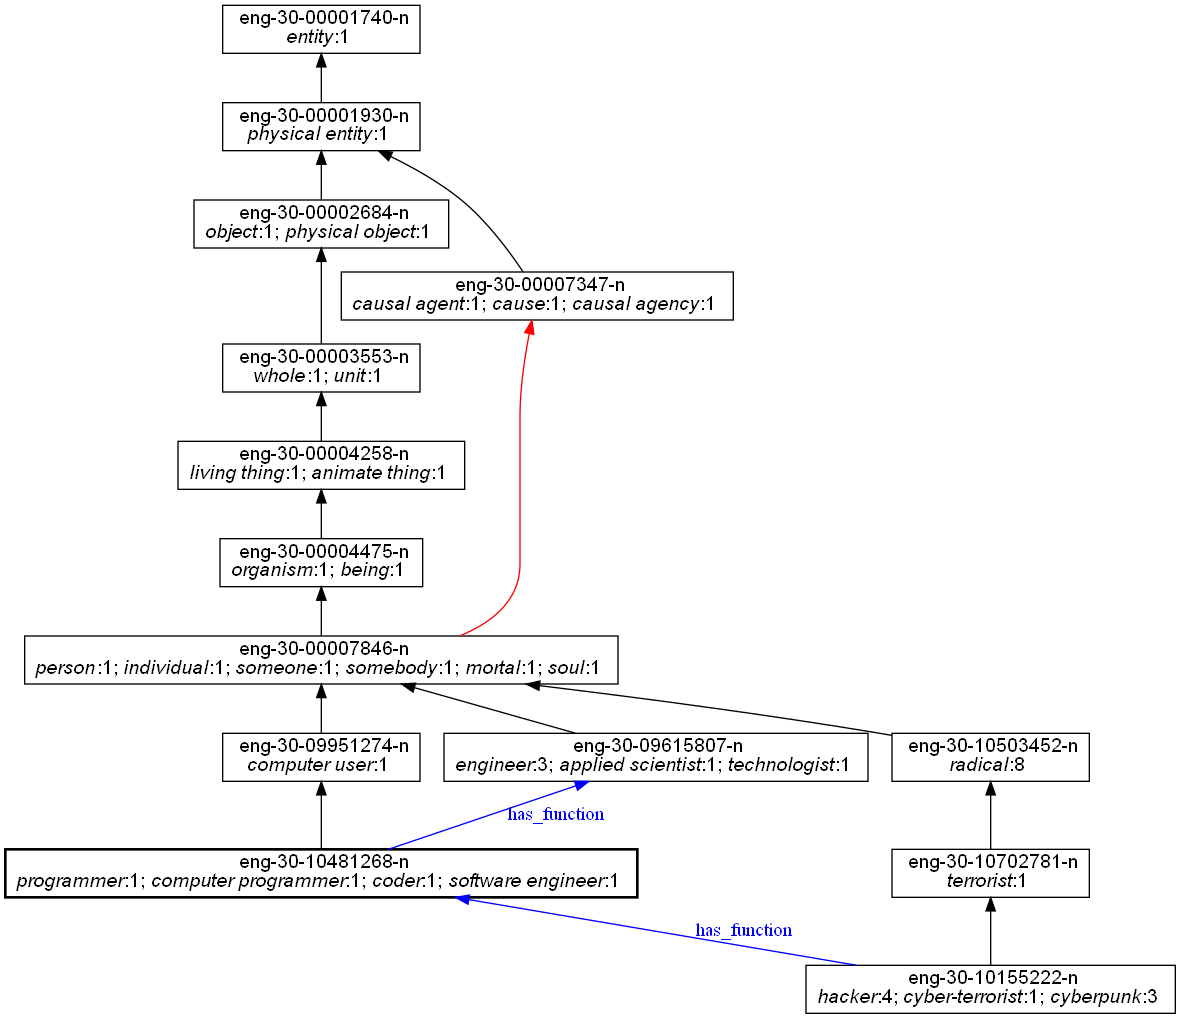 eng-30-00001740-n
entity:1
eng-30-00001930-n
physical entity:1
eng-30-00002684-n
object:1; physical object:1
eng-30-00007347-n
causal agent:1; cause:1; causal agency:1
eng-30-00003553-n
whole:1; unit:1
eng-30-00004258-n
living thing:1; animate thing:1
eng-30-00004475-n
organism:1; being:1
eng-30-00007846-n
person:1; individual:1; someone:1; somebody:1; mortal:1; soul:1
eng-30-09951274-n
computer user:1
eng-30-09615807-n
engineer:3; applied scientist:1; technologist:1
eng-30-10503452-n
radical:8
has_function
eng-30-10481268-n
programmer:1; computer programmer:1; coder:1; software engineer:1
eng-30-10702781-n
terrorist:1
has_function
eng-30-10155222-n
hacker:4; cyber-terrorist:1; cyberpunk:3